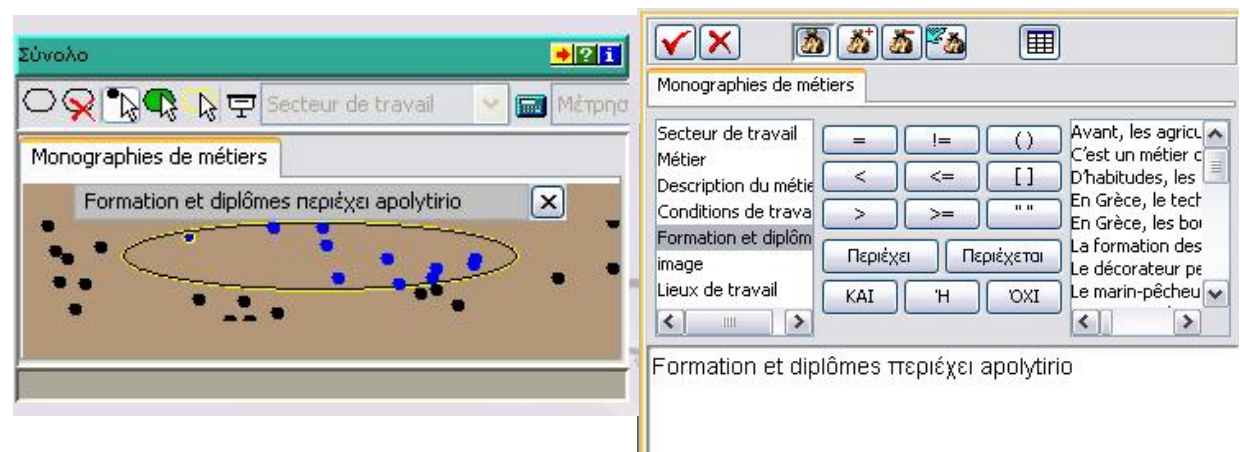 Σύνολο
Secteur de travail
Monographies de métiers
Formation et diplômes περιέχει apolytirio
Monographies de métiers
Secteur de travail
Métier
Description du métie
Conditions de trava
Formation et diplôm
image
Lieux de travail
= != ()
< <= [ ]
> >= " "
Περιέχει Περιέχεται
ΚΑΙ Ή ΌΧΙ
Avant, les agricu
C'est un métier c
D'habitudes, les
En Grèce, le tech
En Grèce, les bou
La formation des
Le décorateur pe
Le marin-pêcheu
Formation et diplômes περιέχει apolytirio